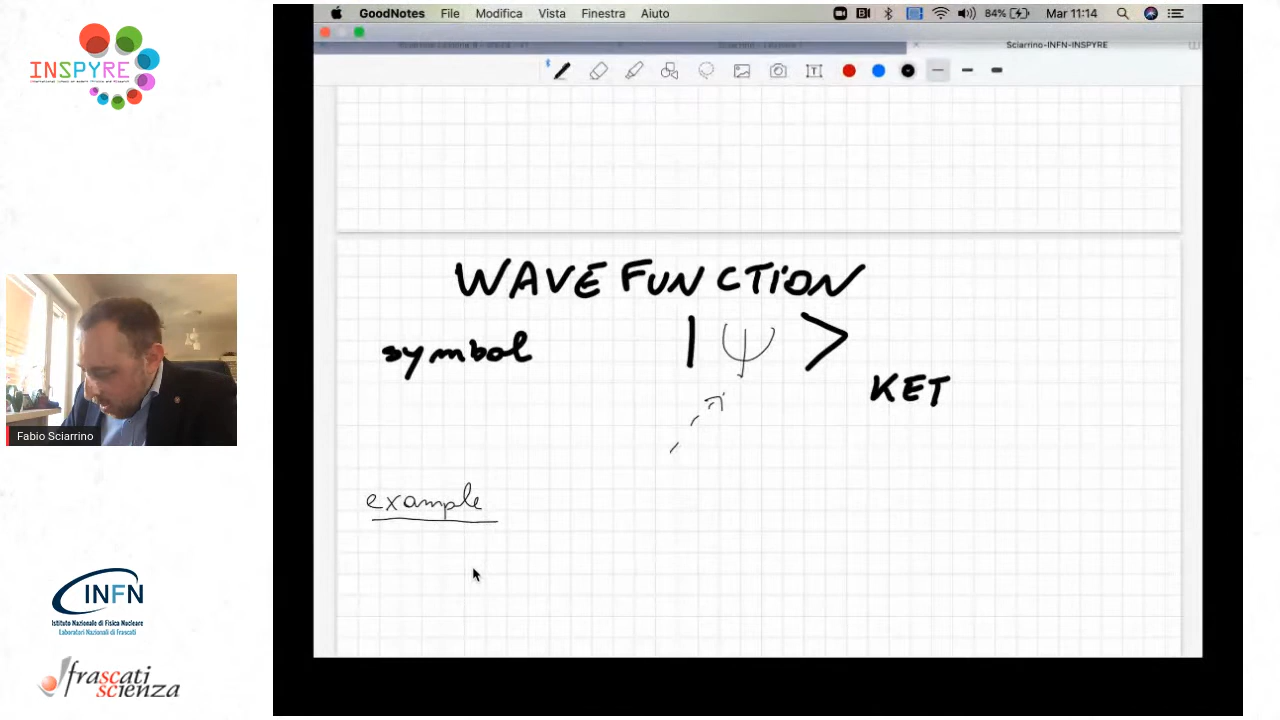 GoodNotes File Modifica Vista Finestra Aiuto 84% Mar 11:14
Sciarrino-INFN-INSPYRE
INSPYRE
WAVE FUNCTION
symbol | ψ >
KET
example
Fabio Sciarrino
INFN
Istituto Nazionale di Fisica Nucleare
Laboratori Nazionali di Frascati
frascati
scienza